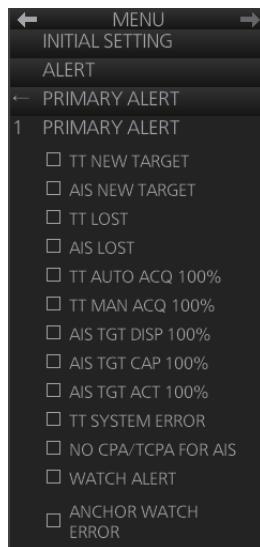 ← MENU →
INITIAL SETTING
ALERT
← PRIMARY ALERT
1 PRIMARY ALERT
☐ TT NEW TARGET
☐ AIS NEW TARGET
☐ TT LOST
☐ AIS LOST
☐ TT AUTO ACQ 100%
☐ TT MAN ACQ 100%
☐ AIS TGT DISP 100%
☐ AIS TGT CAP 100%
☐ AIS TGT ACT 100%
☐ TT SYSTEM ERROR
☐ NO CPA/TCPA FOR AIS
☐ WATCH ALERT
☐ ANCHOR WATCH
ERROR